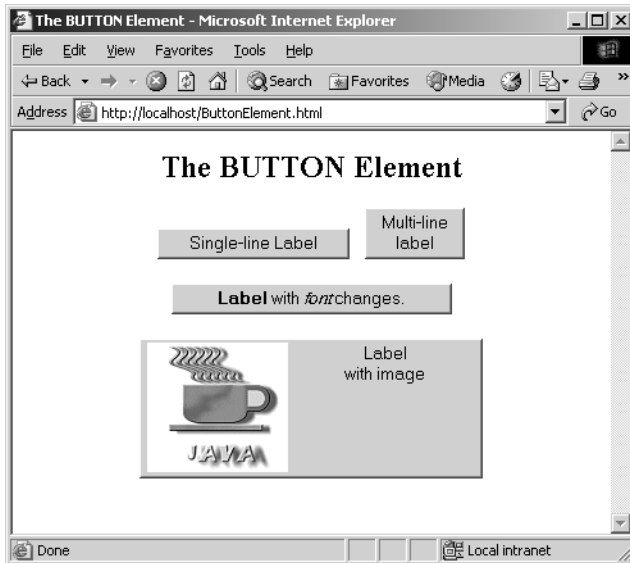 The BUTTON Element - Microsoft Internet Explorer
File Edit View Favorites Tools Help
Back Search Favorites Media »
Address http://localhost/ButtonElement.html Go
The BUTTON Element
Single-line Label
Multi-line
label
Label with font changes.
Label
with image
JAVA
Done Local intranet